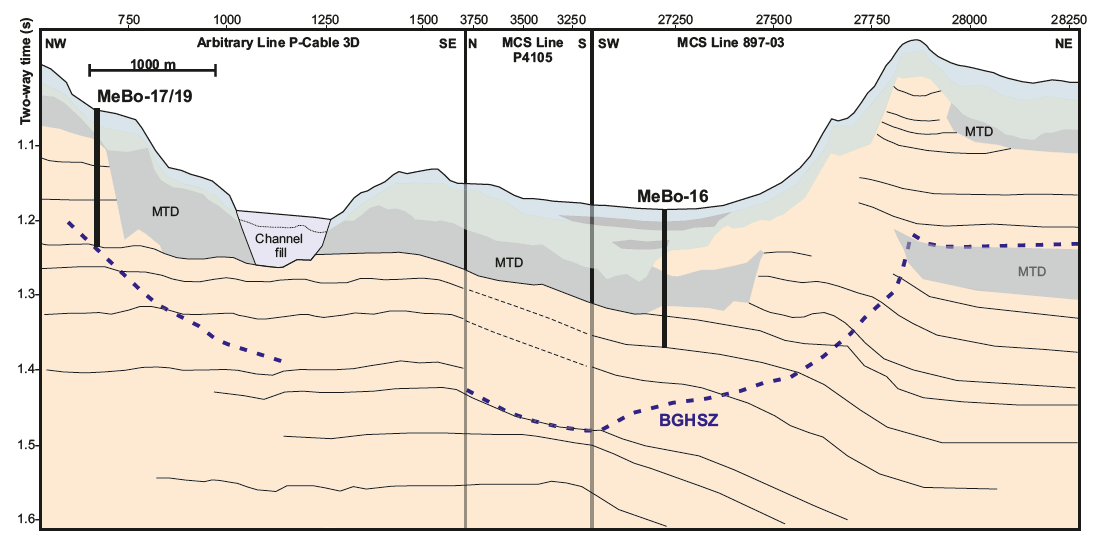 750 1000 1250 1500 3750 3500 3250 27250 27500 27750 28000 28250
NW Arbitrary Line P-Cable 3D SE N MCS Line S SW MCS Line 897-03 NE
P4105
1000 m
Two-way time (s)
MeBo-17/19
MTD
1.1
MeBo-16
1.2
MTD
Channel
fill
MTD
MTD
1.3
1.4
BGHSZ
1.5
1.6